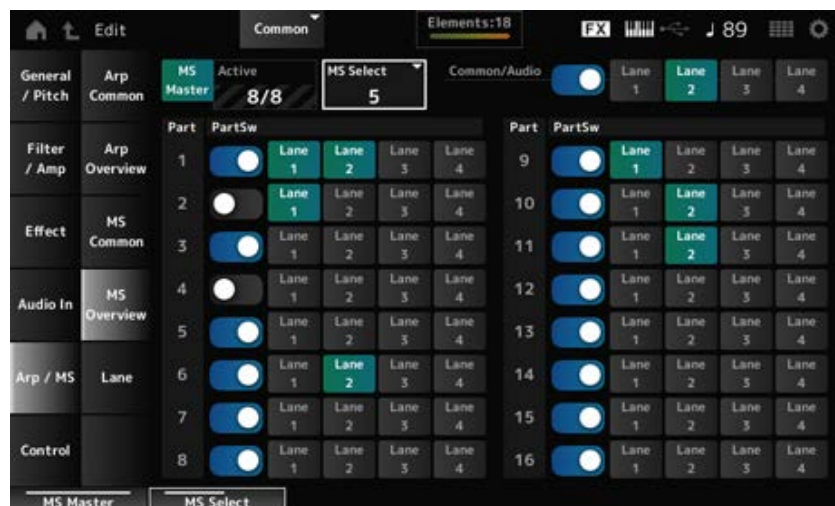 Edit Common Elements:18 FX 89
General / Pitch
Arp Common
MS Master
Active 8/8
MS Select 5
Common/Audio Lane 1 Lane 2 Lane 3 Lane 4
Part PartSw Part PartSw
Filter / Amp
Arp Overview
1 Lane 1 Lane 2 Lane 3 Lane 4 9 Lane 1 Lane 2 Lane 3 Lane 4
2 Lane 1 Lane 2 Lane 3 Lane 4 10 Lane 1 Lane 2 Lane 3 Lane 4
Effect
MS Common
3 Lane 1 Lane 2 Lane 3 Lane 4 11 Lane 1 Lane 2 Lane 3 Lane 4
Audio In
MS Overview
4 Lane 1 Lane 2 Lane 3 Lane 4 12 Lane 1 Lane 2 Lane 3 Lane 4
5 Lane 1 Lane 2 Lane 3 Lane 4 13 Lane 1 Lane 2 Lane 3 Lane 4
Arp / MS
Lane
6 Lane 1 Lane 2 Lane 3 Lane 4 14 Lane 1 Lane 2 Lane 3 Lane 4
7 Lane 1 Lane 2 Lane 3 Lane 4 15 Lane 1 Lane 2 Lane 3 Lane 4
Control
8 Lane 1 Lane 2 Lane 3 Lane 4 16 Lane 1 Lane 2 Lane 3 Lane 4
MS Master MS Select